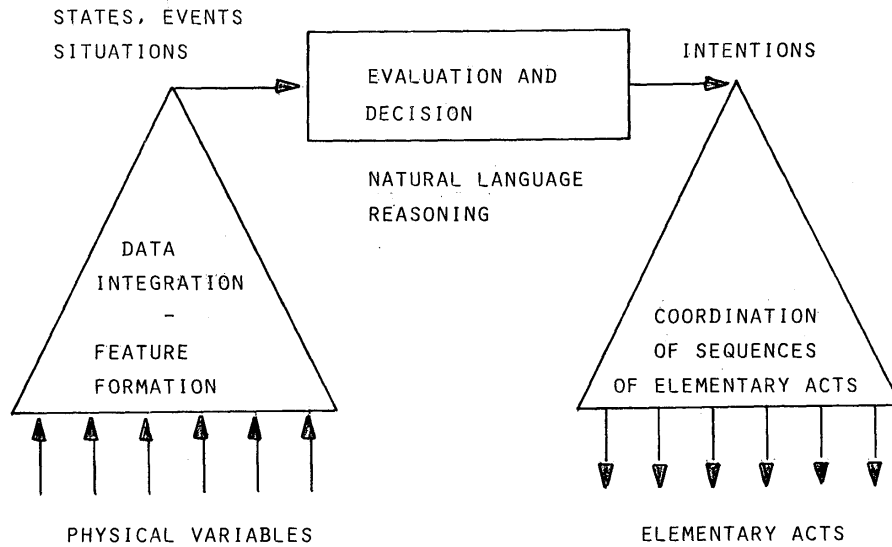 STATES, EVENTS
SITUATIONS
EVALUATION AND
DECISION
INTENTIONS
NATURAL LANGUAGE
REASONING
DATA
INTEGRATION
-
FEATURE
FORMATION
COORDINATION
OF SEQUENCES
OF ELEMENTARY ACTS
PHYSICAL VARIABLES
ELEMENTARY ACTS